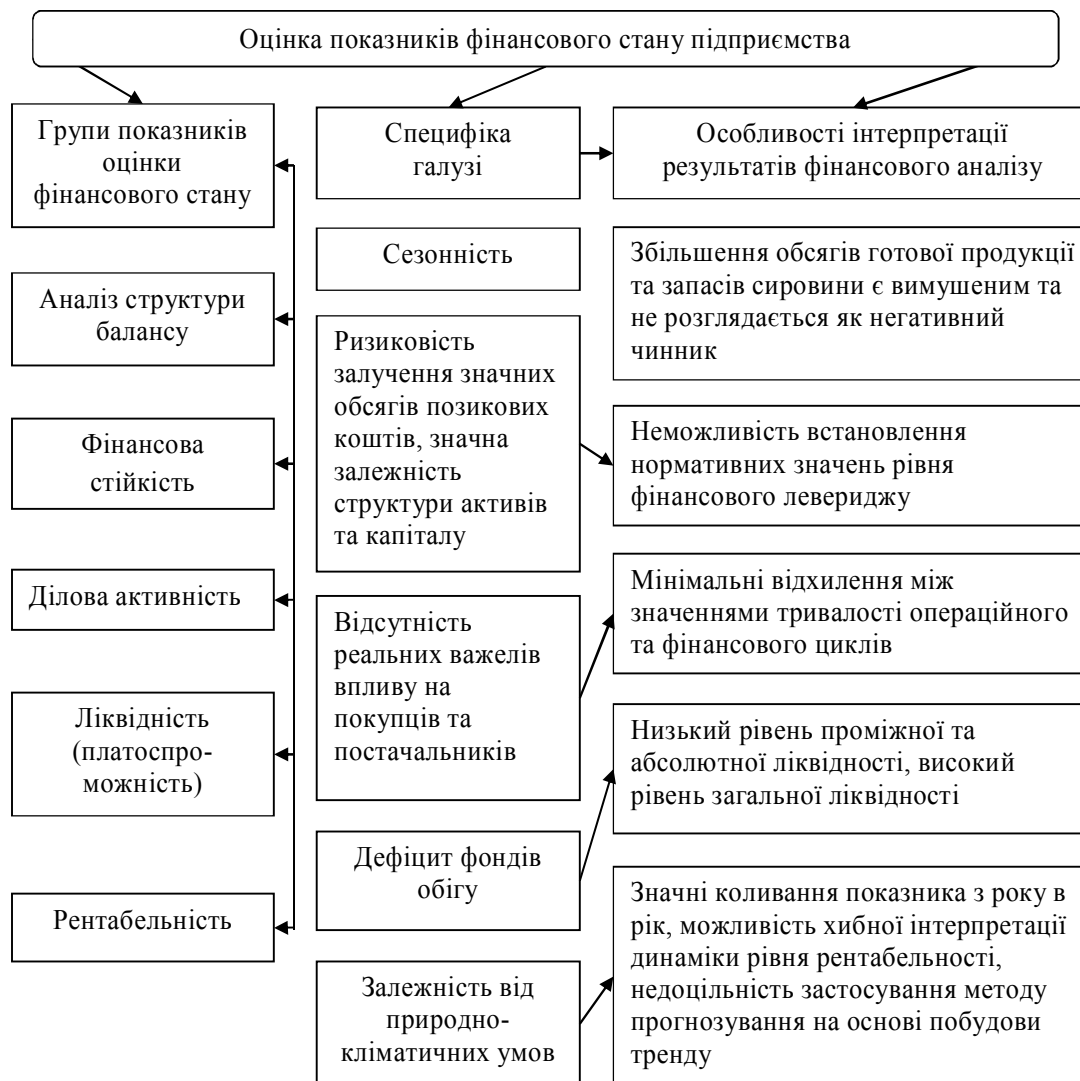 Оцінка показників фінансового стану підприємства
Групи показників
оцінки
фінансового стану
Аналіз структури
балансу
Фінансова
стійкість
Ділова активність
Ліквідність
(платоспро-
можність)
Рентабельність
Специфіка
галузі
Сезонність
Ризиковість
залучення значних
обсягів позикових
коштів, значна
залежність
структури активів
та капіталу
Відсутність
реальних важелів
впливу на
покупців та
постачальників
Дефіцит фондів
обігу
Залежність від
природно-
кліматичних умов
Особливості інтерпретації
результатів фінансового аналізу
Збільшення обсягів готової продукції
та запасів сировини є вимушеним та
не розглядається як негативний
чинник
Неможливість встановлення
нормативних значень рівня
фінансового левериджу
Мінімальні відхилення між
значеннями тривалості операційного
та фінансового циклів
Низький рівень проміжної та
абсолютної ліквідності, високий
рівень загальної ліквідності
Значні коливання показника з року в
рік, можливість хибної інтерпретації
динаміки рівня рентабельності,
недоцільність застосування методу
прогнозування на основі побудови
тренду